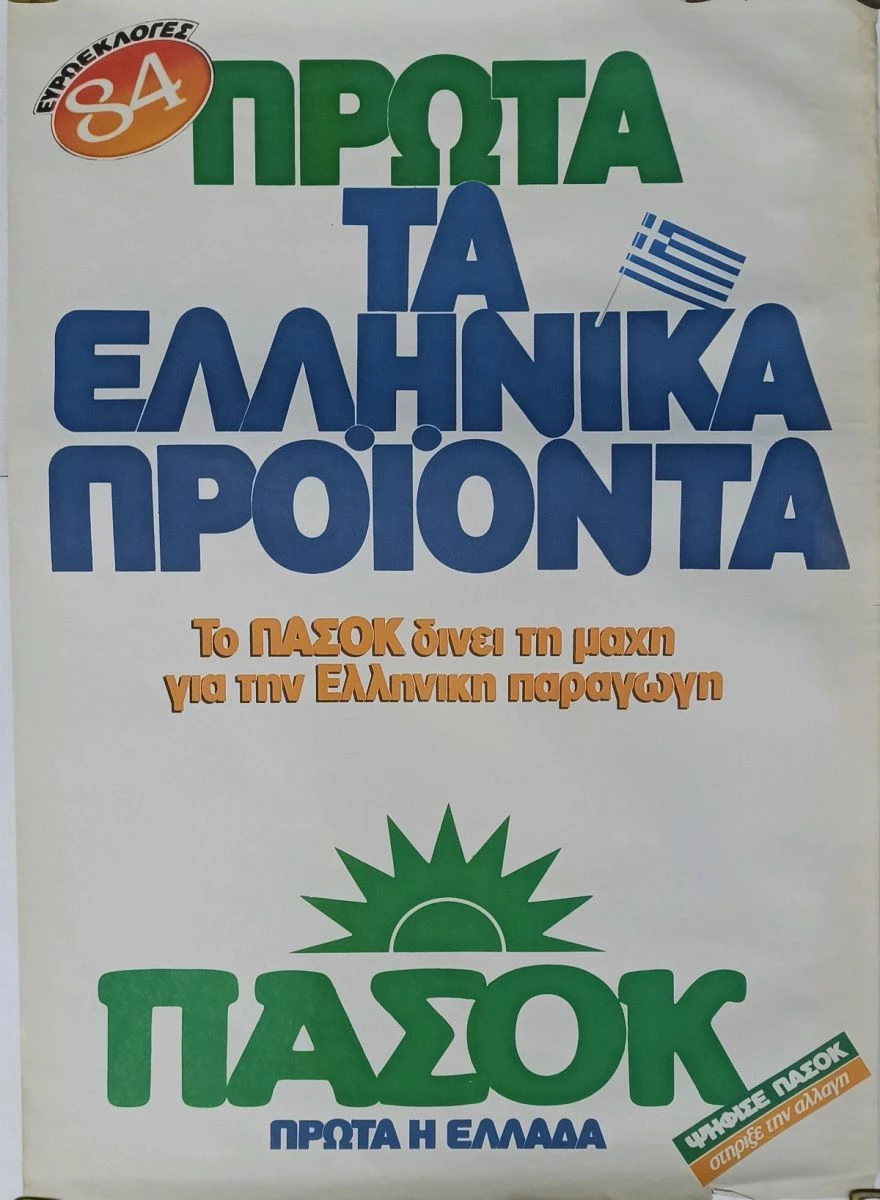 ΕΥΡΩΕΚΛΟΓΕΣ
84
ΠΡΩΤΑ
ΤΑ
ΕΛΛΗΝΙΚΑ
ΠΡΟΪΟΝΤΑ
Το ΠΑΣΟΚ δινει τη μαχη
για την Ελληνικη παραγωγη
ΠΑΣΟΚ
ΠΡΩΤΑ Η ΕΛΛΑΔΑ
ΨΗΦΙΣΕ ΠΑΣΟΚ
στηριξε την αλλαγη